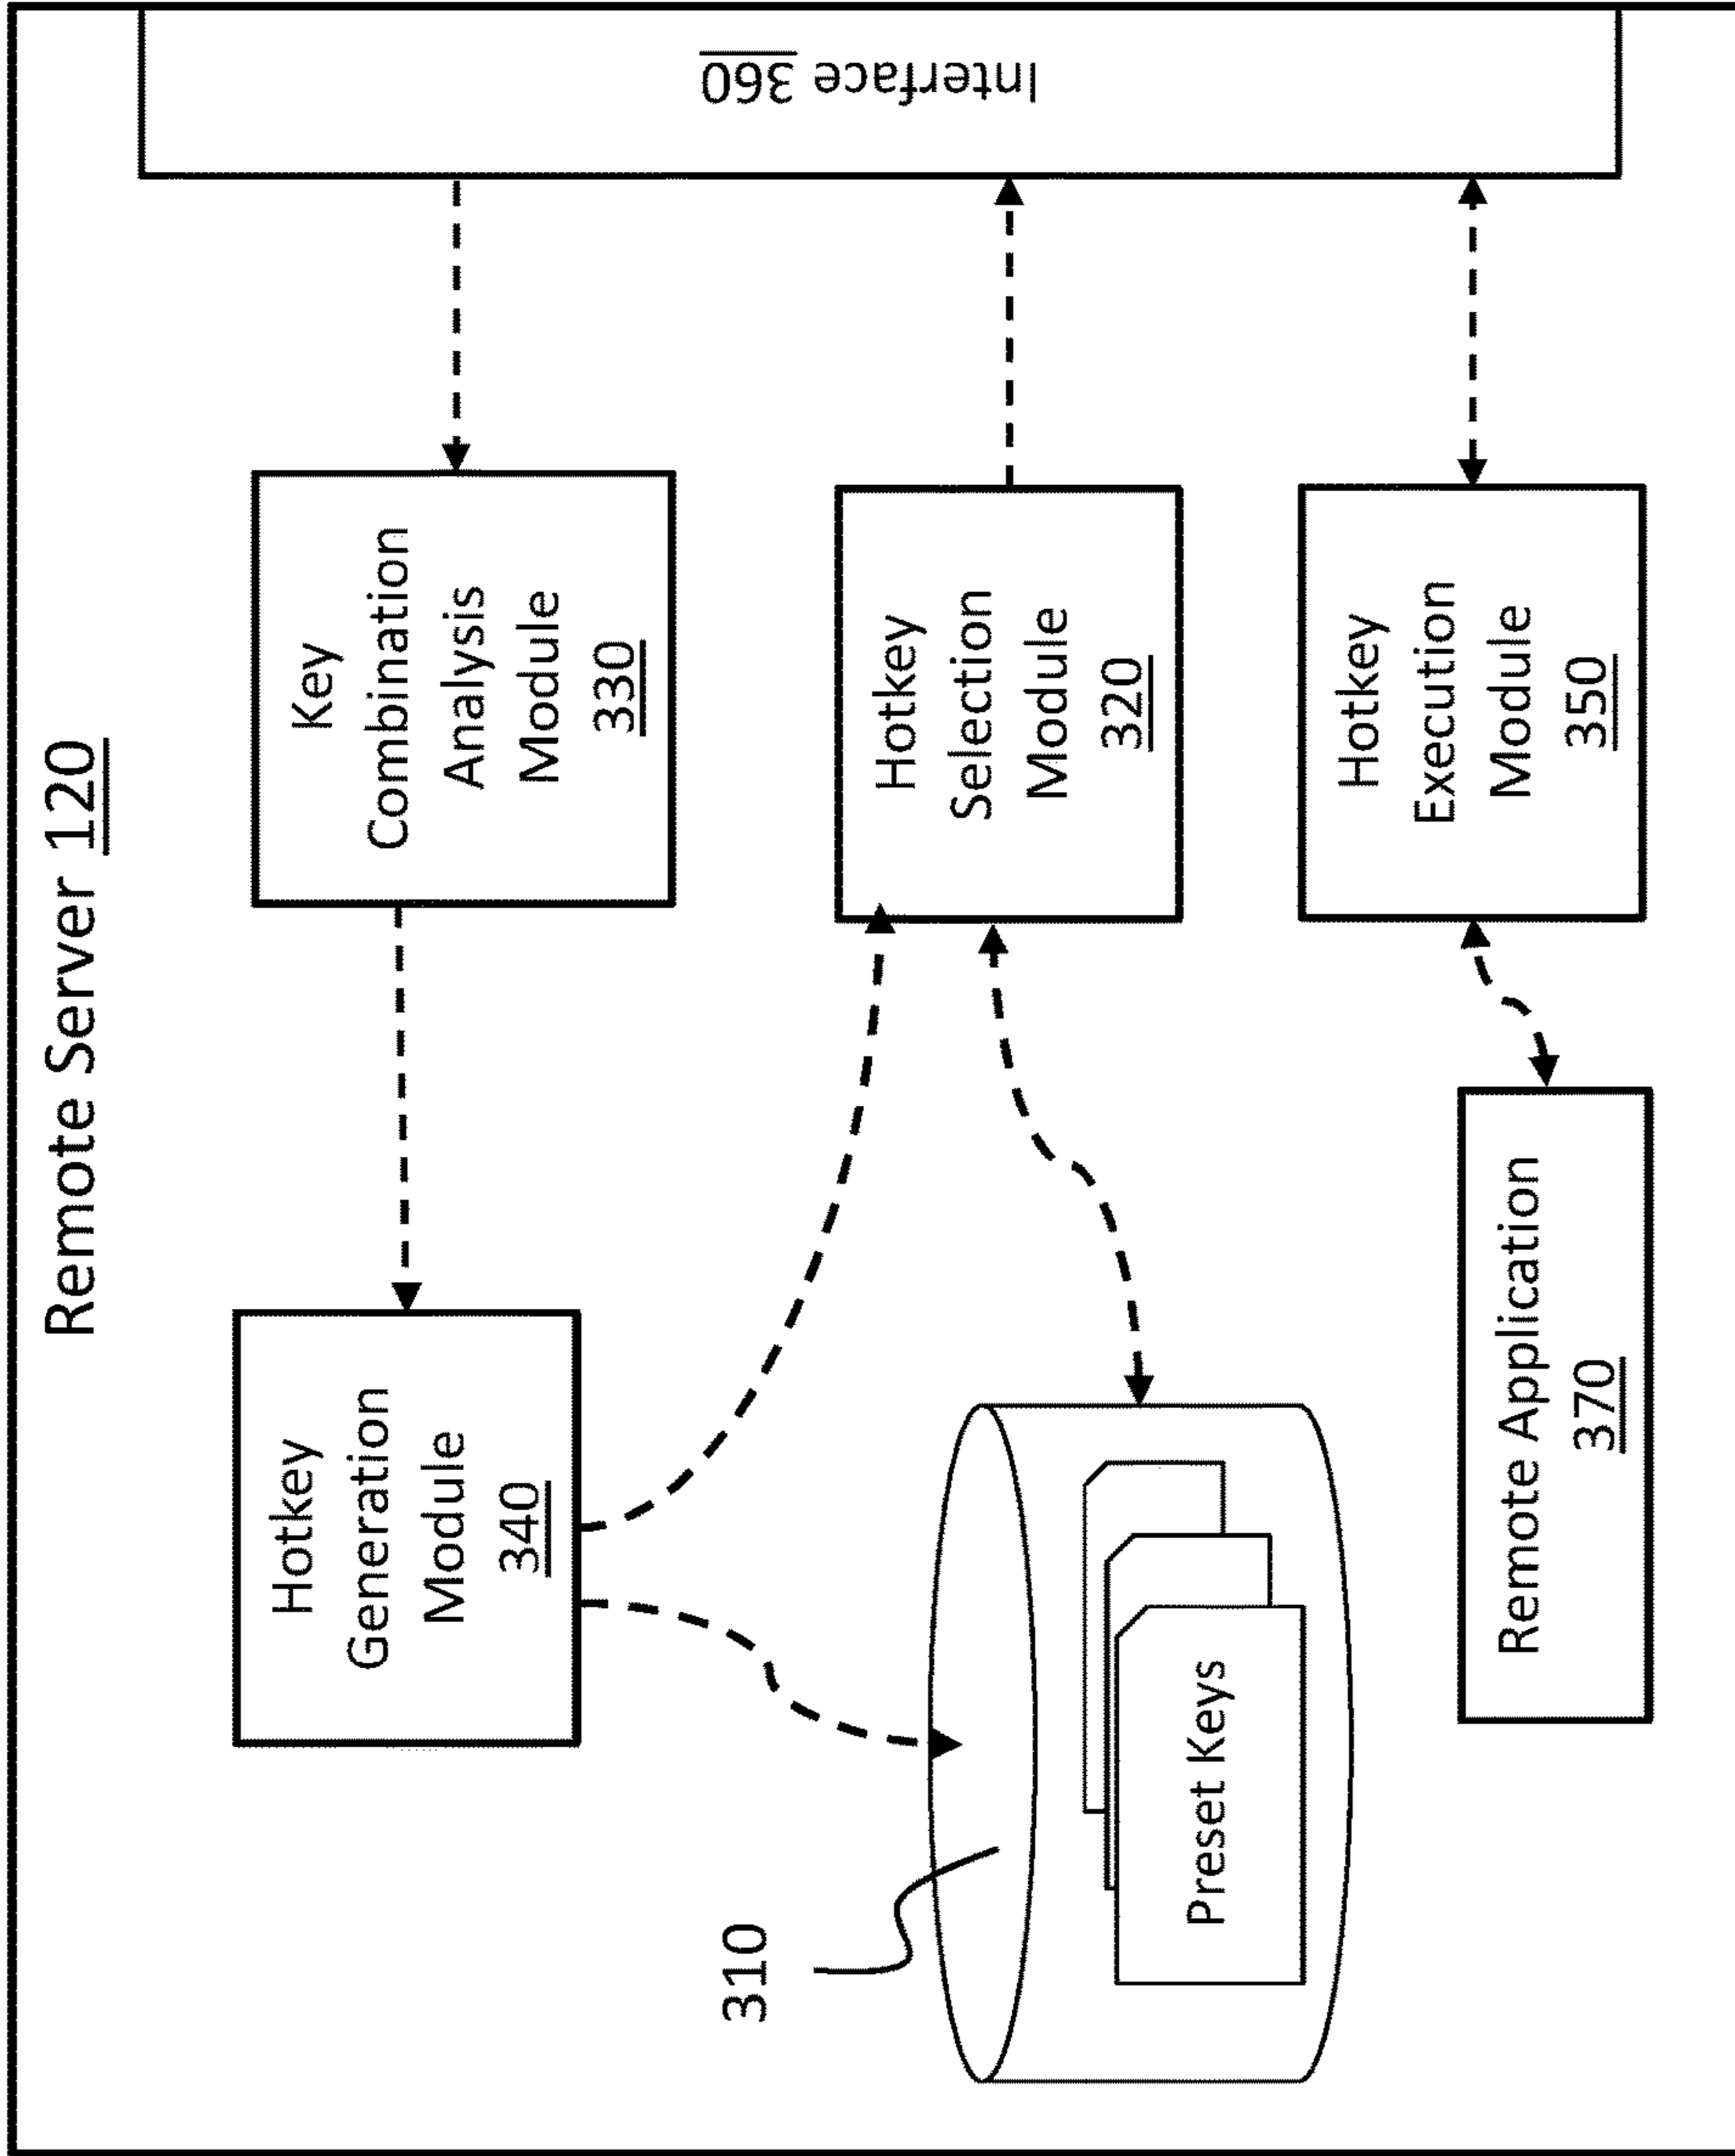 Remote Server 120
Hotkey
Generation
Module
340
Key
Combination
Analysis
Module
330
310
Preset Keys
Hotkey
Selection
Module
320
Remote Application
370
Hotkey
Execution
Module
350
Interface 360